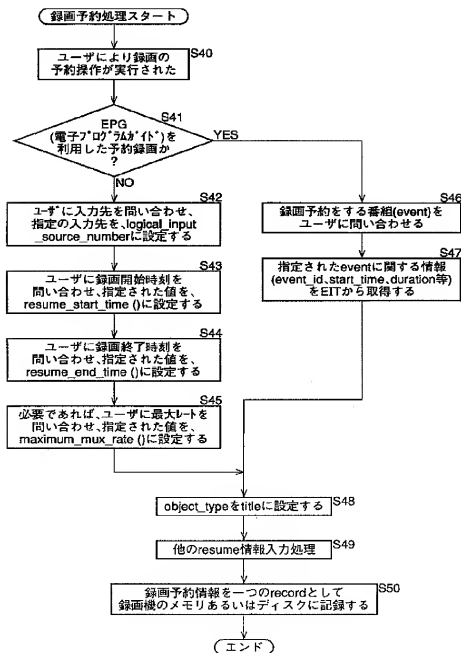 録画予約処理スタート
S40
ユーザにより録画の
予約操作が実行された
S41
EPG
(電子プログラムガイド)を
利用した予約録画か
?
YES
NO
S42
ユーザに入力先を問い合わせ、
指定の入力先を、logical_input
_source_numberに設定する
S43
ユーザに録画開始時刻を
問い合わせ、指定された値を、
resume_start_time ()に設定する
S44
ユーザに録画終了時刻を
問い合わせ、指定された値を、
resume_end_time ()に設定する
S45
必要であれば、ユーザに最大レートを
問い合わせ、指定された値を、
maximum_mux_rate ()に設定する
S46
録画予約をする番組(event)を
ユーザに問い合わせる
S47
指定されたeventに関する情報
(event_id、start_time、duration等)
をEITから取得する
S48
object_typeをtitleに設定する
S49
他のresume情報入力処理
S50
録画予約情報を一つのrecordとして
録画機のメモリあるいはディスクに記録する
エンド